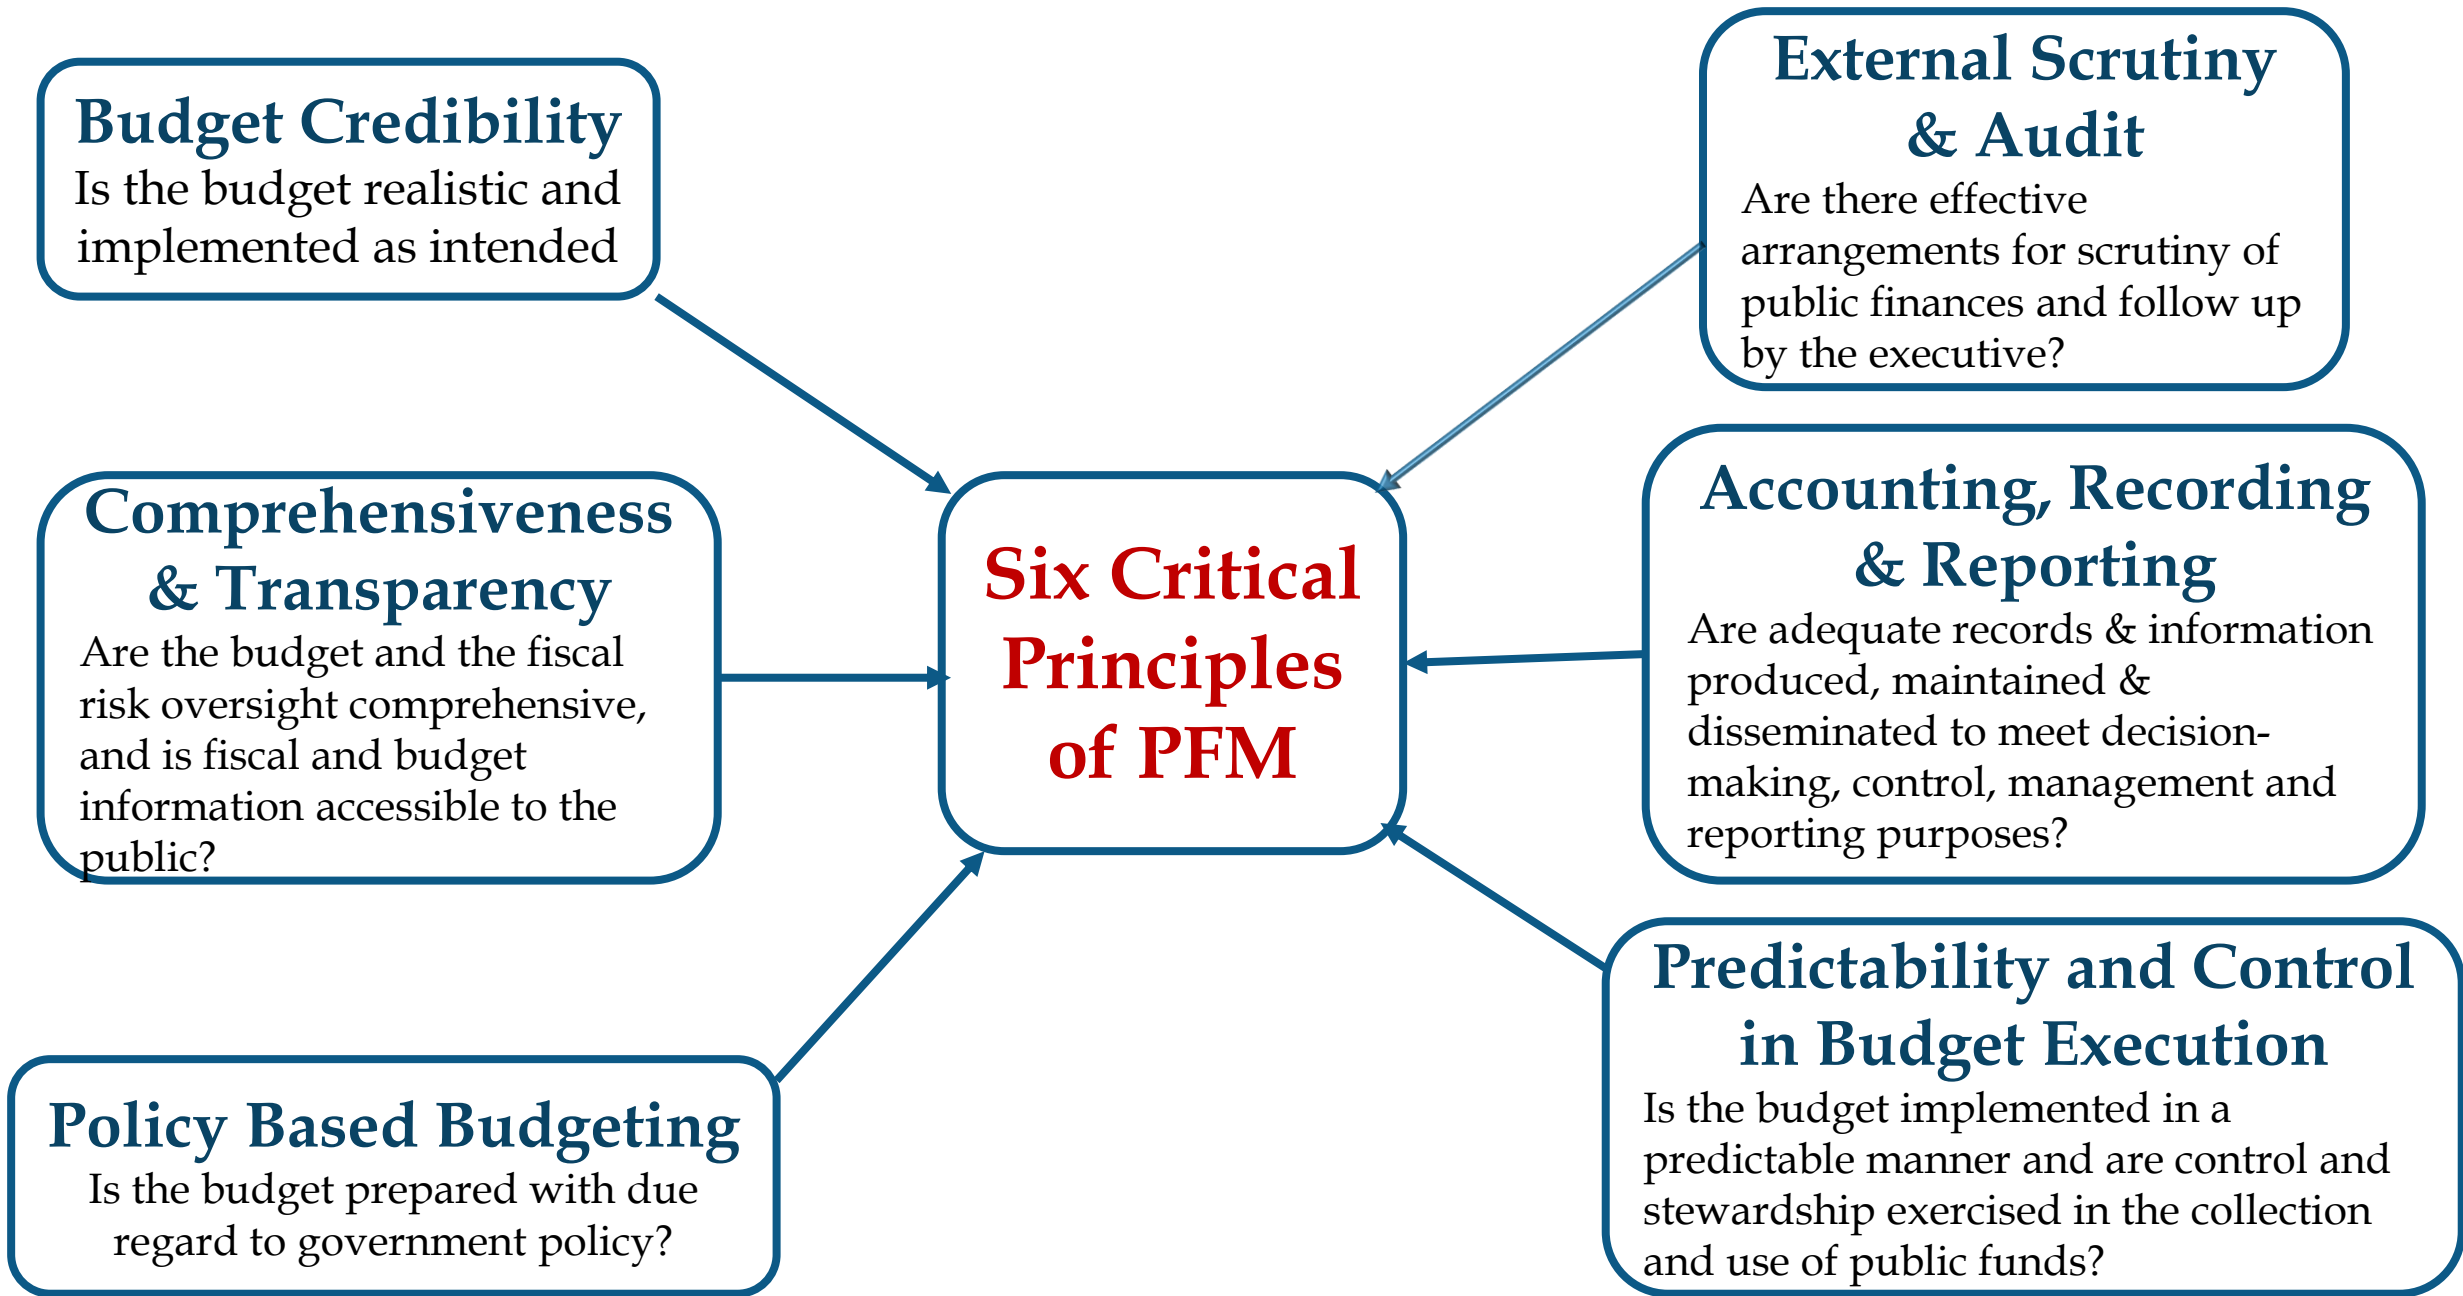 Budget Credibility
Is the budget realistic and
implemented as intended
Comprehensiveness
& Transparency
Are the budget and the fiscal
risk oversight comprehensive,
and is fiscal and budget
information accessible to the
public?
Policy Based Budgeting
Is the budget prepared with due
regard to government policy?
Six Critical
Principles
of PFM
External Scrutiny
& Audit
Are there effective
arrangements for scrutiny of
public finances and follow up
by the executive?
Accounting, Recording
& Reporting
Are adequate records & information
produced, maintained &
disseminated to meet decision-
making, control, management and
reporting purposes?
Predictability and Control
in Budget Execution
Is the budget implemented in a
predictable manner and are control and
stewardship exercised in the collection
and use of public funds?